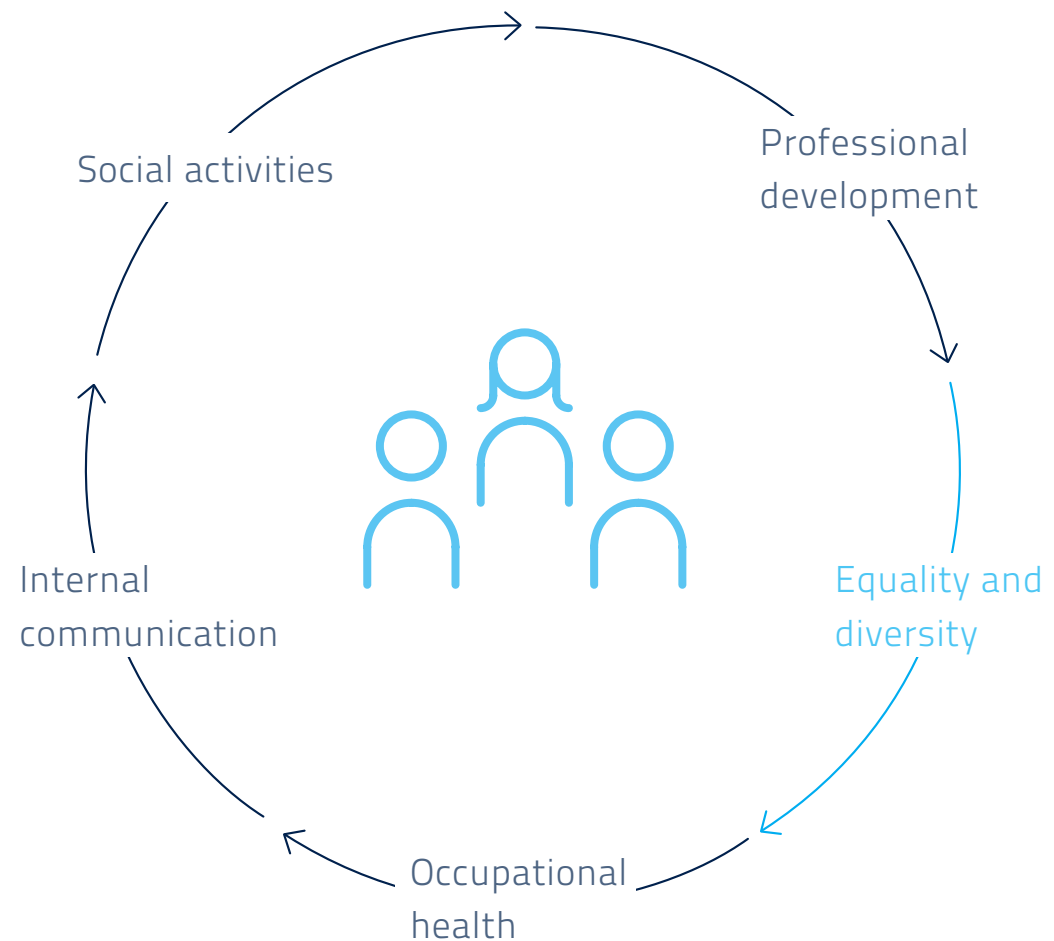 Social activities
Professional
development
Internal
communication
Equality and
diversity
Occupational
health